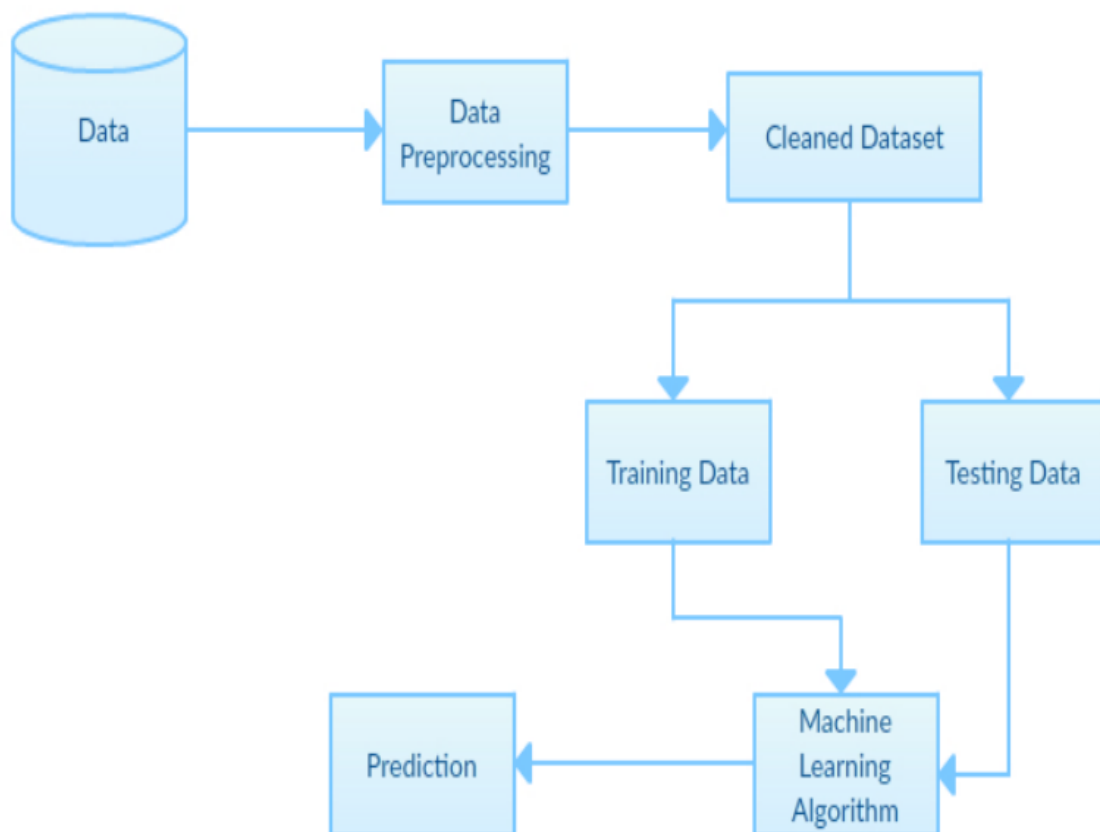 Data
Data
Preprocessing
Cleaned Dataset
Training Data
Testing Data
Machine
Learning
Algorithm
Prediction